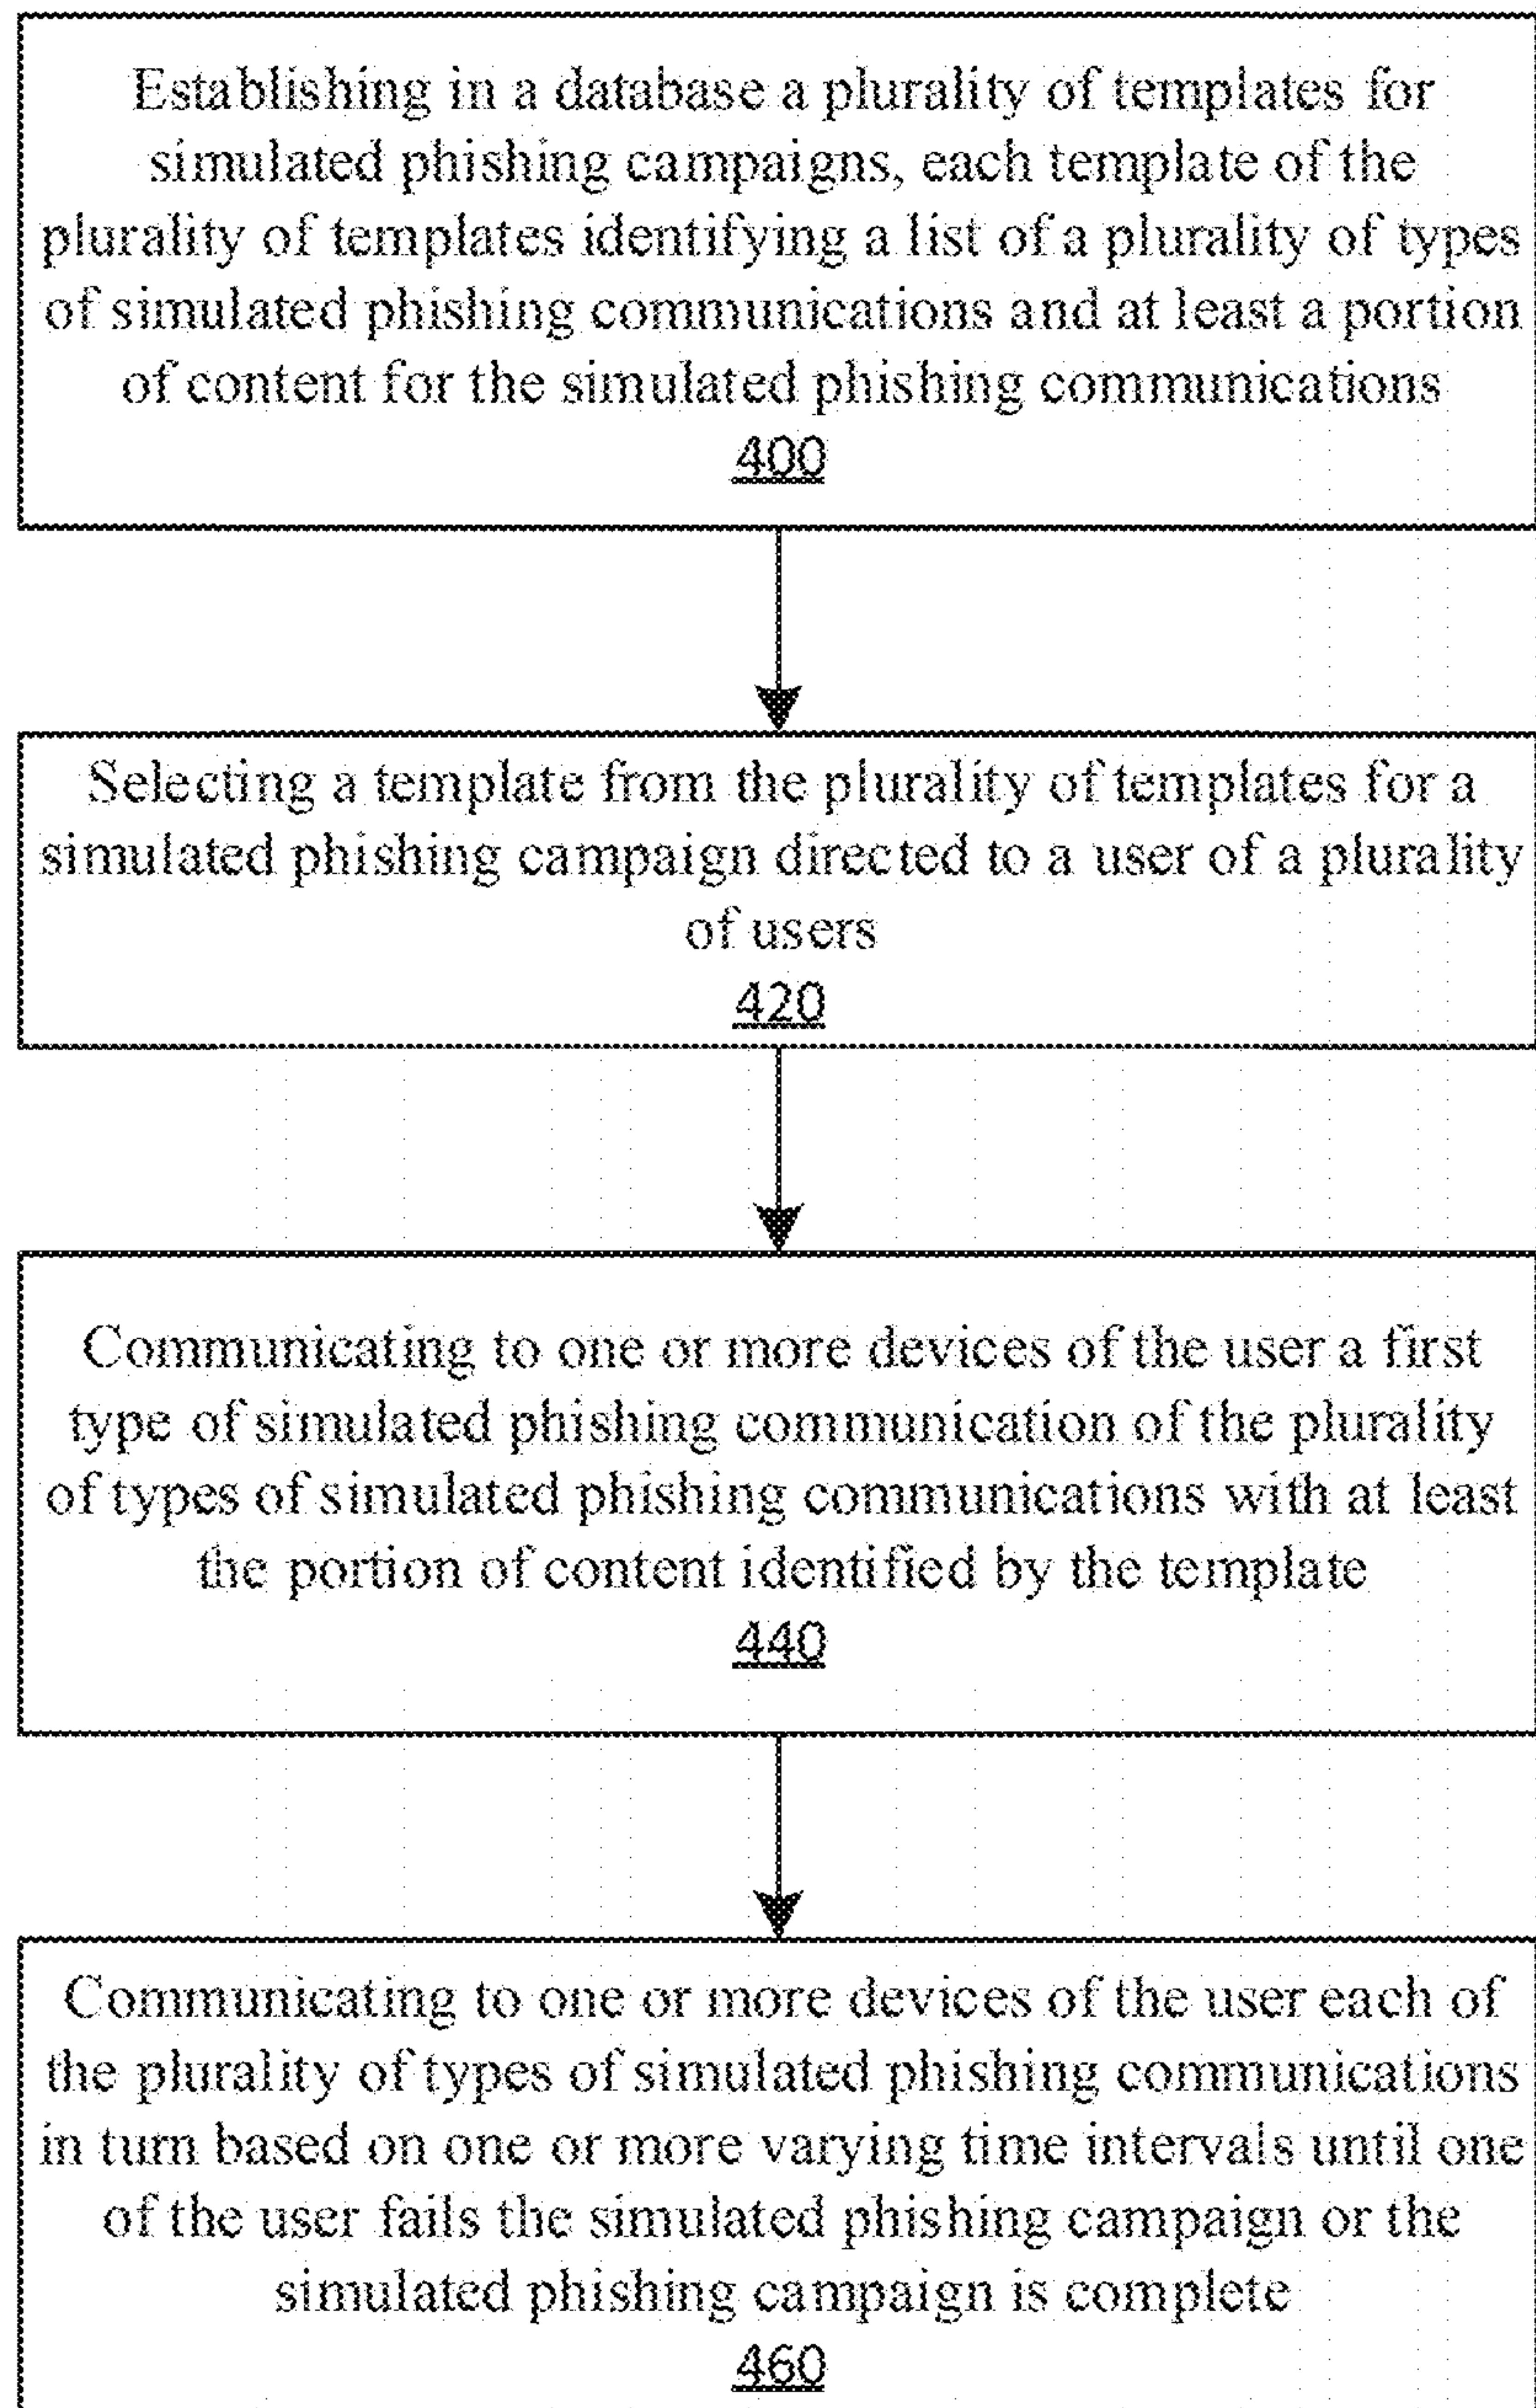 Establishing in a database a plurality of templates for
simulated phishing campaigns, each template of the
plurality of templates identifying a list of a plurality of types
of simulated phishing communications and at least a portion
of content for the simulated phishing communications
400
Selecting a template from the plurality of templates for a
simulated phishing campaign directed to a user of a plurality
of users
420
Communicating to one or more devices of the user a first
type of simulated phishing communication of the plurality
of types of simulated phishing communications with at least
the portion of content identified by the template
440
Communicating to one or more devices of the user each of
the plurality of types of simulated phishing communications
in turn based on one or more varying time intervals until one
of the user fails the simulated phishing campaign or the
simulated phishing campaign is complete
460